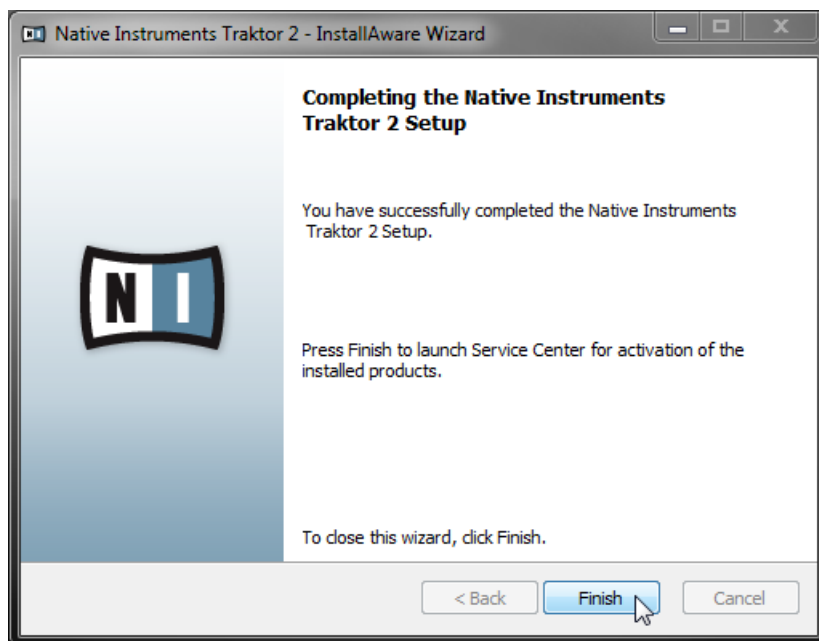 Native Instruments Traktor 2 - InstallAware Wizard
Completing the Native Instruments
Traktor 2 Setup
You have successfully completed the Native Instruments
Traktor 2 Setup.
NI
Press Finish to launch Service Center for activation of the
installed products.
To close this wizard, click Finish.
< Back
Finish
Cancel